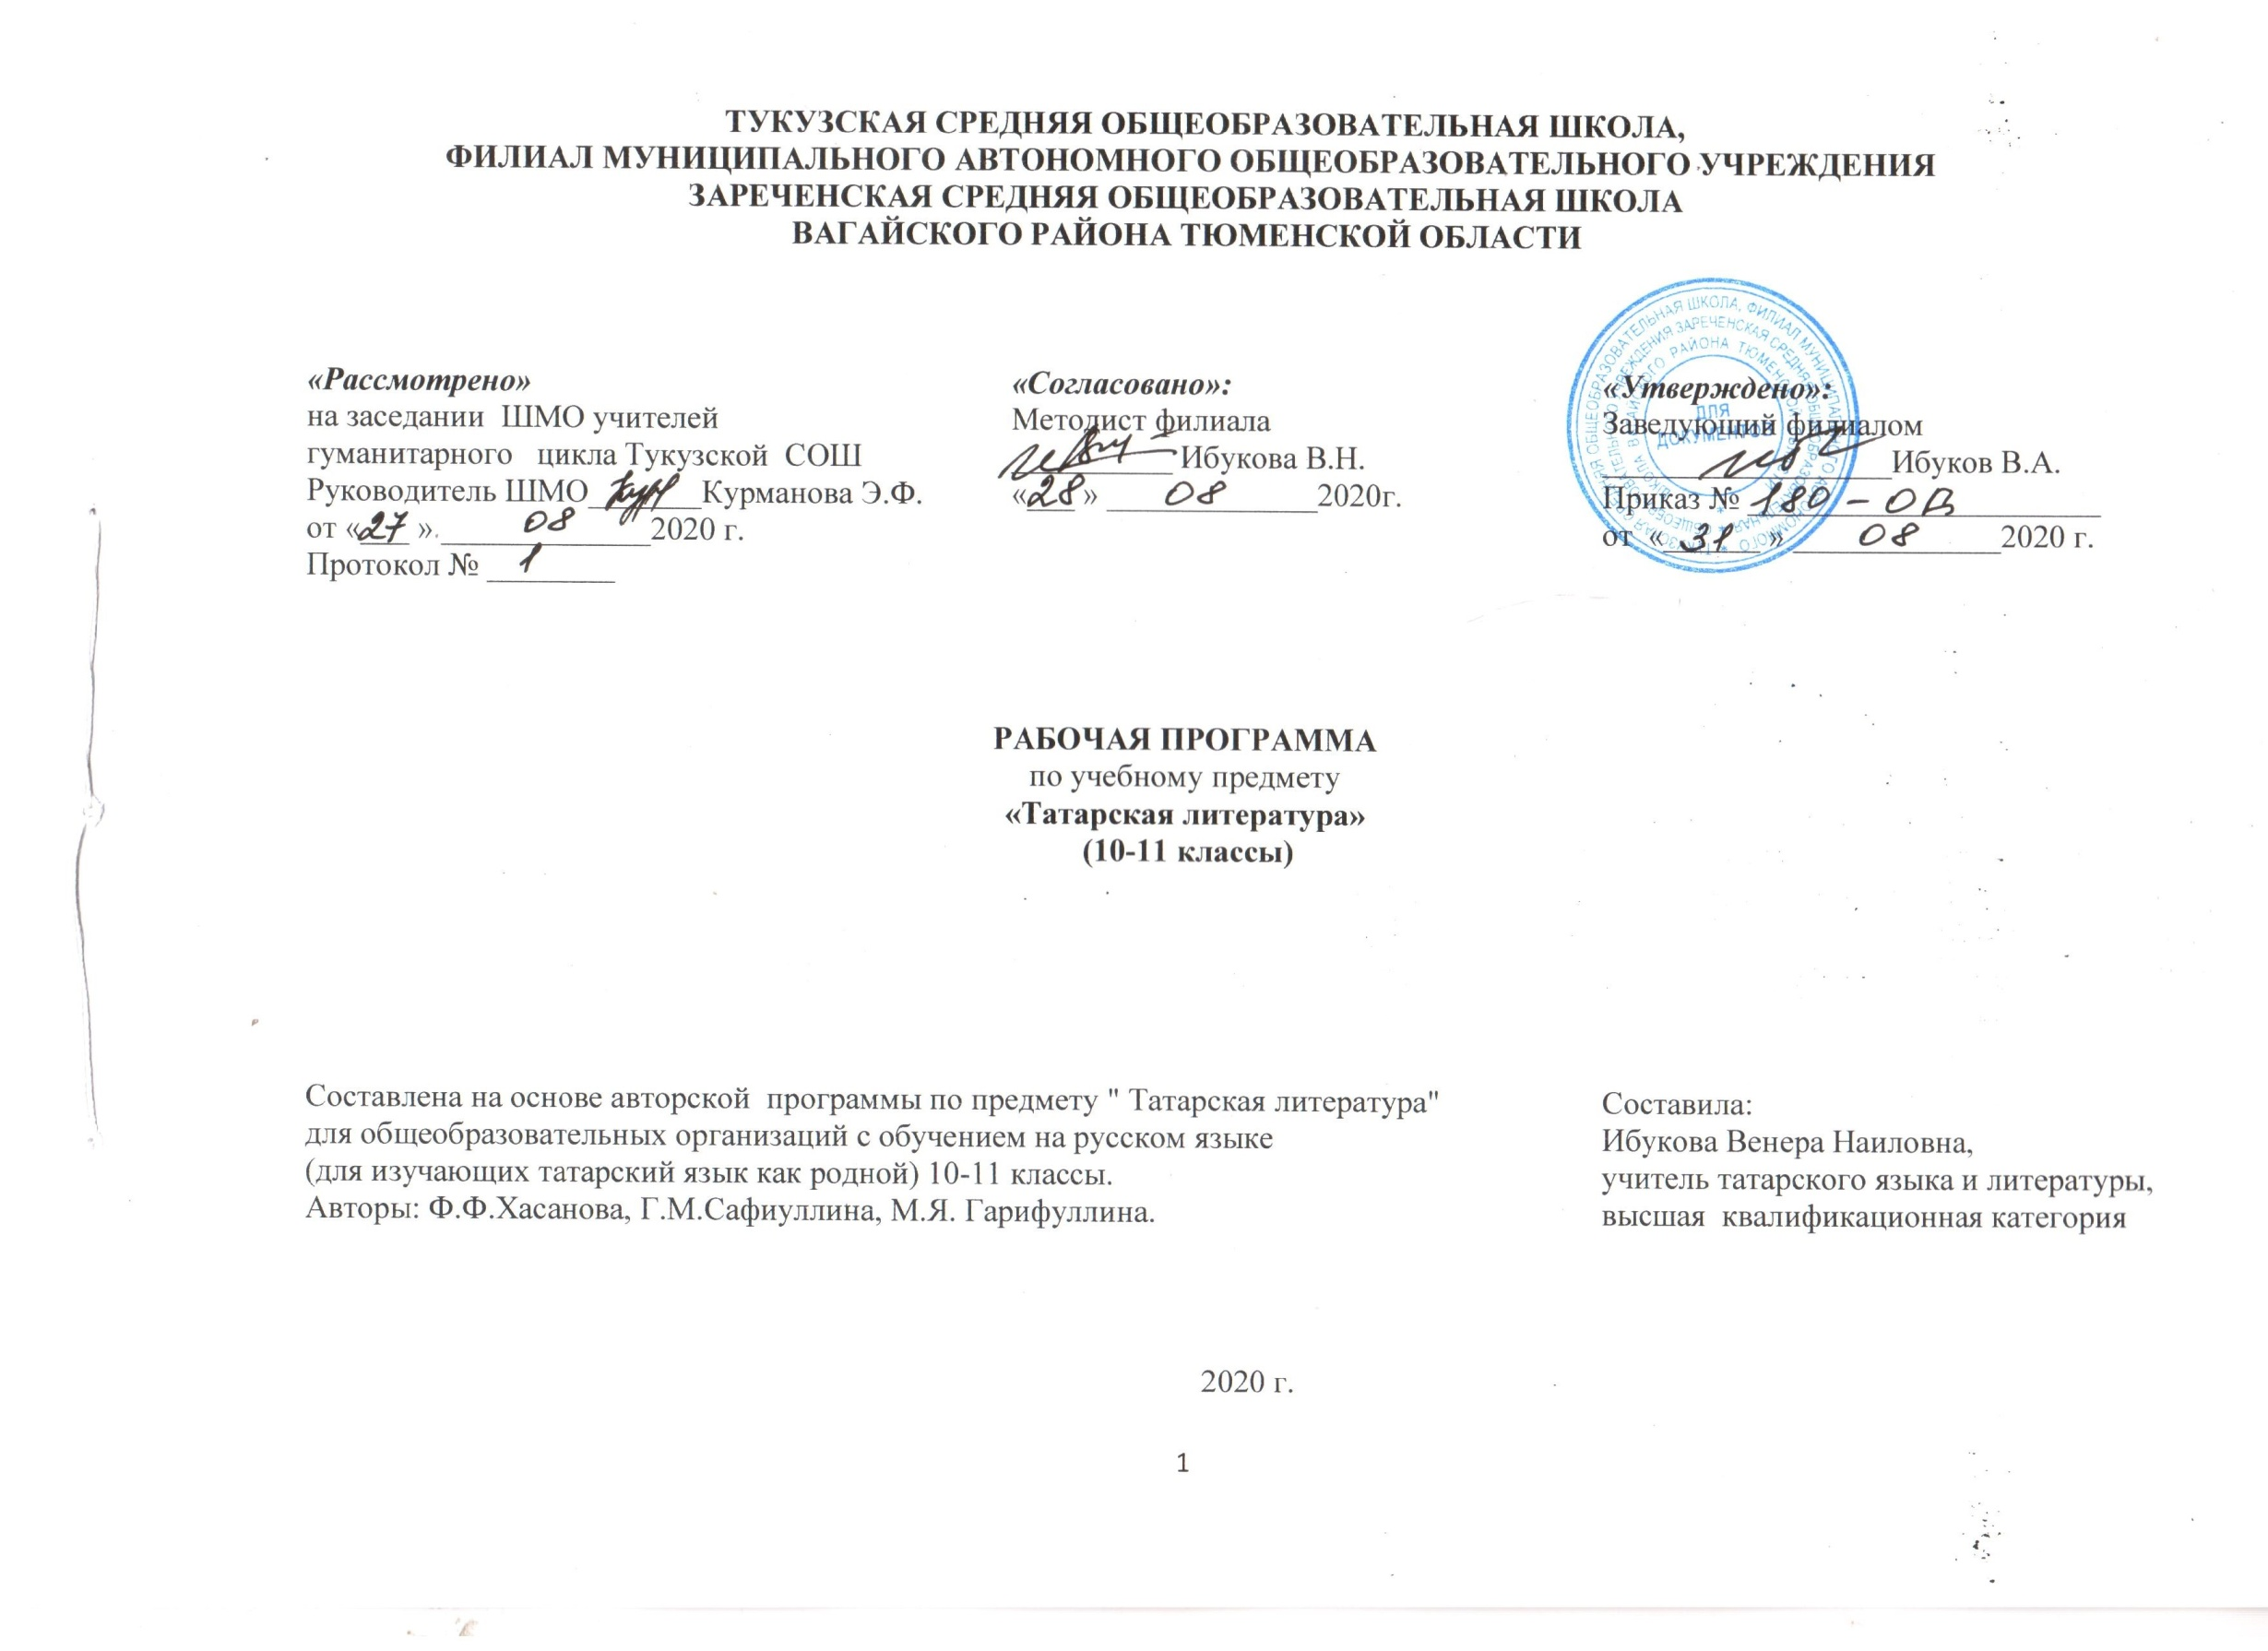 ТУКУЗСКАЯ СРЕДНЯЯ ОБЩЕОБРАЗОВАТЕЛЬНАЯ ШКОЛА,
ФИЛИАЛ МУНИЦИПАЛЬНОГО АВТОНОМНОГО ОБЩЕОБРАЗОВАТЕЛЬНОГО УЧРЕЖДЕНИЯ
ЗАРЕЧЕНСКАЯ СРЕДНЯЯ ОБЩЕОБРАЗОВАТЕЛЬНАЯ ШКОЛА
ВАГАЙСКОГО РАЙОНА ТЮМЕНСКОЙ ОБЛАСТИ
«Рассмотрено»
на заседании ШМО учителей
гуманитарного цикла Тукузской СОШ
Руководитель ШМО Курманова Э.Ф.
от «27» 08 2020 г.
Протокол № 1
«Согласовано»:
Методист филиала
Ибукова В.Н.
«28» 08 2020г.
«Утверждено»:
Заведующий филиалом
Ибуков В.А.
Приказ № 180-ОД
от «31» 08 2020 г.
ДЛЯ
ДОКУМЕНТОВ
РАБОЧАЯ ПРОГРАММА
по учебному предмету
«Татарская литература»
(10-11 классы)
Составлена на основе авторской программы по предмету " Татарская литература"
для общеобразовательных организаций с обучением на русском языке
(для изучающих татарский язык как родной) 10-11 классы.
Авторы: Ф.Ф.Хасанова, Г.М.Сафиуллина, М.Я. Гарифуллина.
Составила:
Ибукова Венера Наиловна,
учитель татарского языка и литературы,
высшая квалификационная категория
2020 г.
1